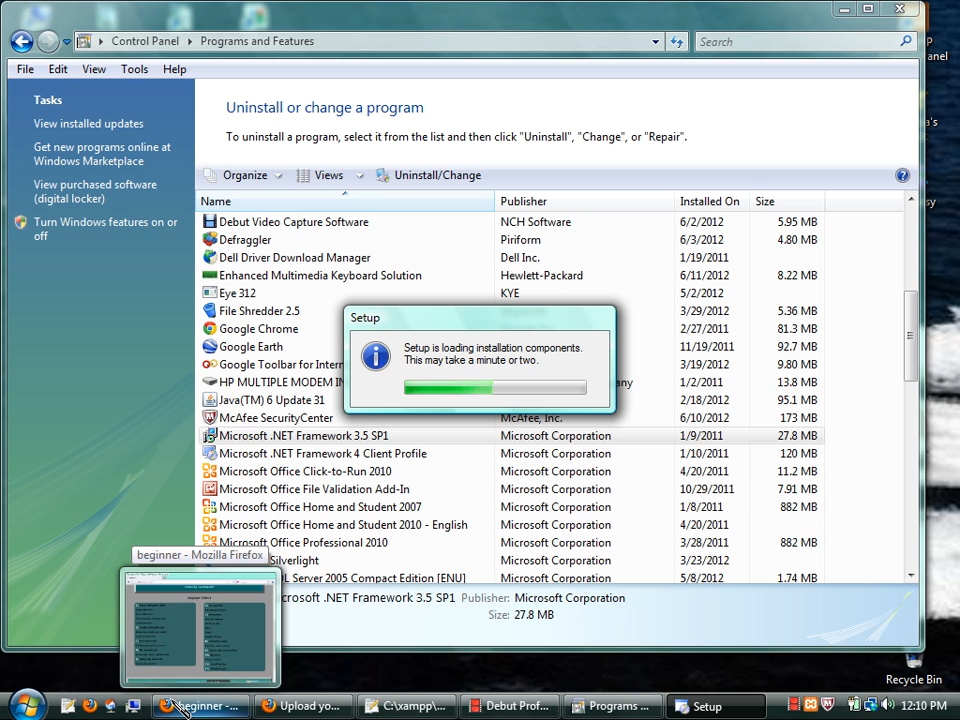 Control Panel
Programs and Features
Search
File Edit View Tools Help
Tasks
View installed updates
Get new programs online at
Windows Marketplace
View purchased software
(digital locker)
Turn Windows features on or
off
Uninstall or change a program
To uninstall a program, select it from the list and then click "Uninstall", "Change", or "Repair".
Organize Views Uninstall/Change
Name Publisher Installed On Size
Debut Video Capture Software NCH Software 6/2/2012 5.95 MB
Defraggler Piriform 6/3/2012 4.80 MB
Dell Driver Download Manager Dell Inc. 1/19/2011
Enhanced Multimedia Keyboard Solution Hewlett-Packard 6/11/2012 8.22 MB
Eye 312 KYE 5/2/2012
File Shredder 2.5 3/29/2012 5.36 MB
Google Chrome 2/27/2011 81.3 MB
Google Earth 11/19/2011 92.7 MB
Google Toolbar for 3/19/2012 9.80 MB
HP MULTIPLE MODEM 1/2/2011 13.8 MB
Java(TM) 6 Update 31 2/18/2012 95.1 MB
McAfee SecurityCenter McAfee, Inc. 6/10/2012 173 MB
Microsoft .NET Framework 3.5 SP1 Microsoft Corporation 1/9/2011 27.8 MB
Microsoft .NET Framework 4 Client Profile Microsoft Corporation 1/10/2011 120 MB
Microsoft Office Click-to-Run 2010 Microsoft Corporation 4/20/2011 11.2 MB
Microsoft Office File Validation Add-In Microsoft Corporation 10/29/2011 7.91 MB
Microsoft Office Home and Student 2007 Microsoft Corporation 1/8/2011 882 MB
Microsoft Office Home and Student 2010 - English Microsoft Corporation 4/20/2011
Microsoft Office Professional 2010 Microsoft Corporation 3/28/2011 882 MB
Silverlight Microsoft Corporation 3/23/2012
Server 2005 Compact Edition [ENU] Microsoft Corporation 5/8/2012 1.74 MB
Setup
Setup is loading installation components.
This may take a minute or two.
beginner - Mozilla Firefox
crosoft .NET Framework 3.5 SP1 Publisher: Microsoft Corporation
Size: 27.8 MB
Recycle Bin
beginner -... Upload yo... C:\xampp\... Debut Prof... Programs ... Setup 12:10 PM